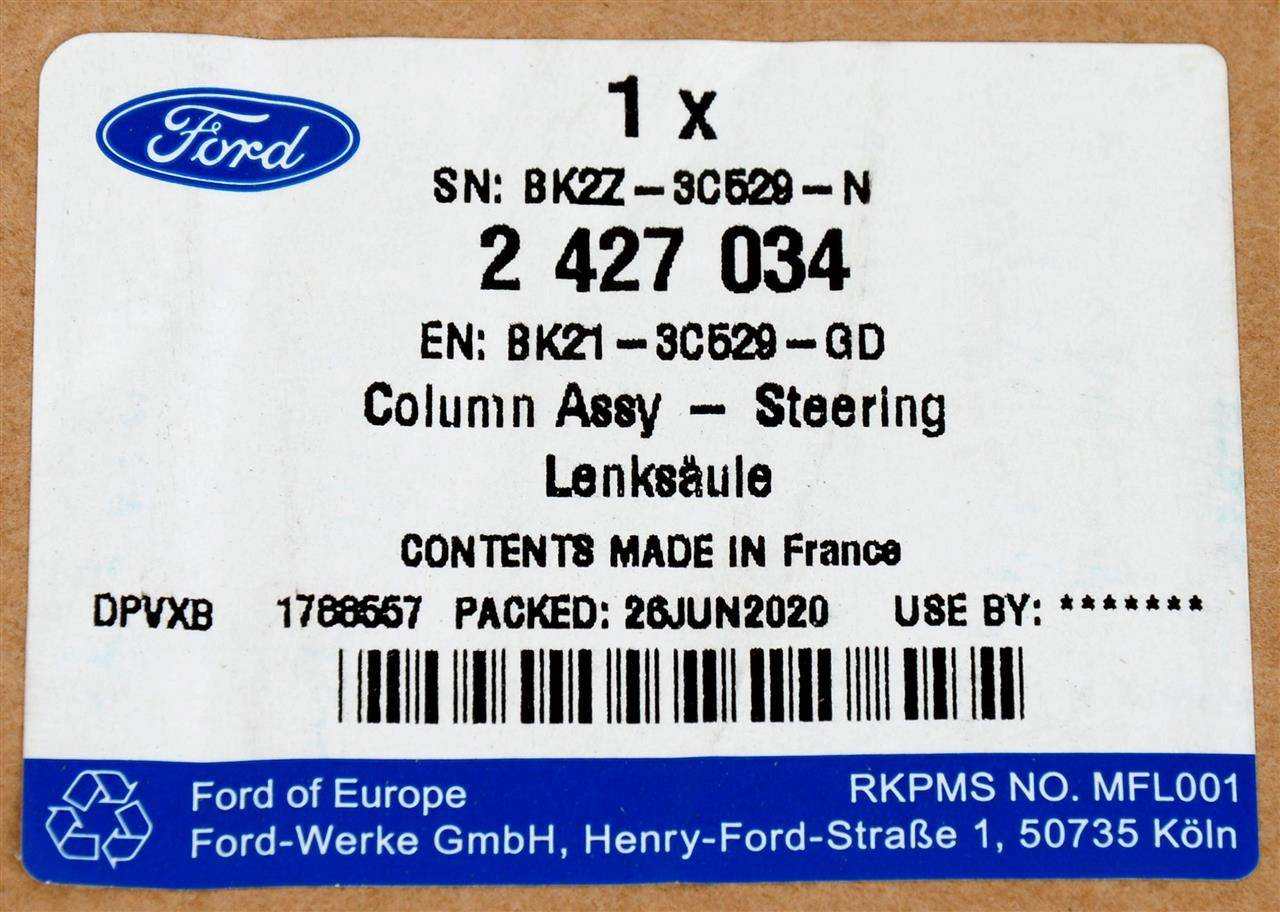 Ford
1 x
SN: BK2Z-3C529-N
2 427 034
EN: BK21-3C529-GD
Column Assy - Steering
Lenksäule
CONTENTS MADE IN France
DPVXB 1788557 PACKED: 26JUN2020 USE BY: *******
Ford of Europe RKPMS NO. MFL001
Ford-Werke GmbH, Henry-Ford-Straße 1, 50735 Köln